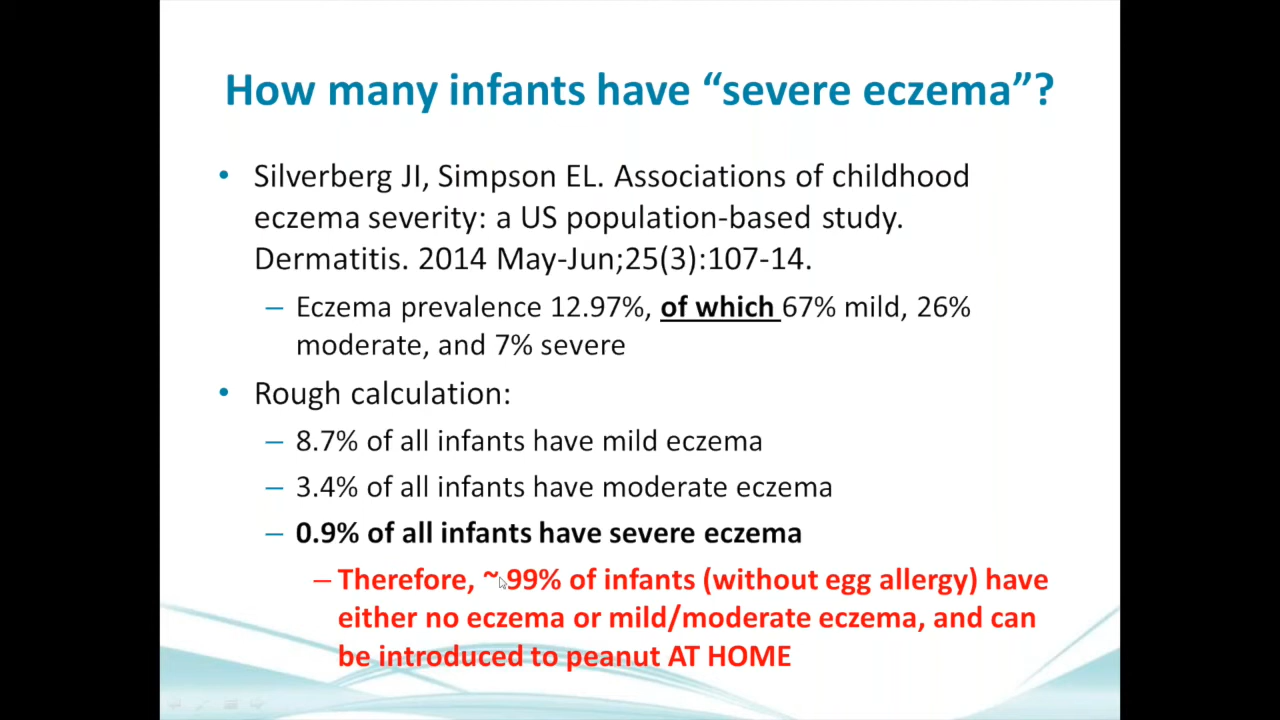 How many infants have “severe eczema”?
• Silverberg JI, Simpson EL. Associations of childhood
eczema severity: a US population-based study.
Dermatitis. 2014 May-Jun;25(3):107-14.
– Eczema prevalence 12.97%, of which 67% mild, 26%
moderate, and 7% severe
• Rough calculation:
– 8.7% of all infants have mild eczema
– 3.4% of all infants have moderate eczema
– 0.9% of all infants have severe eczema
– Therefore, ~99% of infants (without egg allergy) have
either no eczema or mild/moderate eczema, and can
be introduced to peanut AT HOME